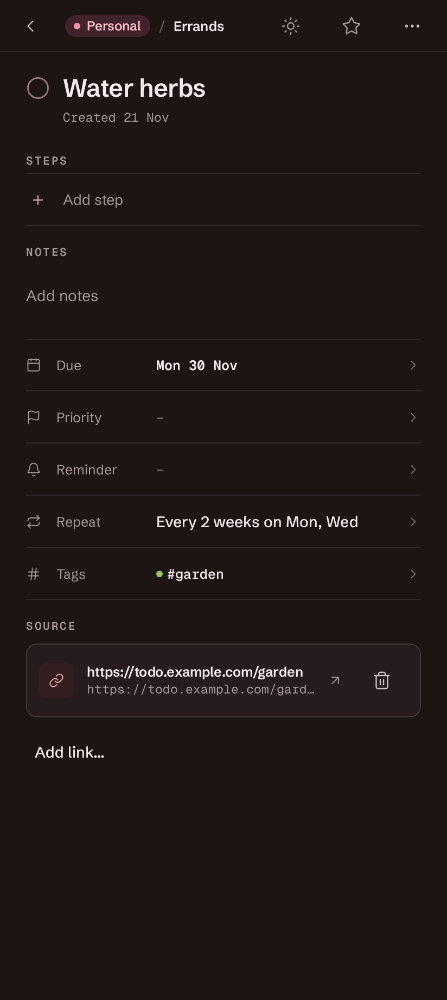 Personal / Errands
Water herbs
Created 21 Nov
STEPS
Add step
NOTES
Add notes
Due Mon 30 Nov
Priority –
Reminder –
Repeat Every 2 weeks on Mon, Wed
Tags #garden
SOURCE
https://todo.example.com/garden
https://todo.example.com/gard…
Add link…